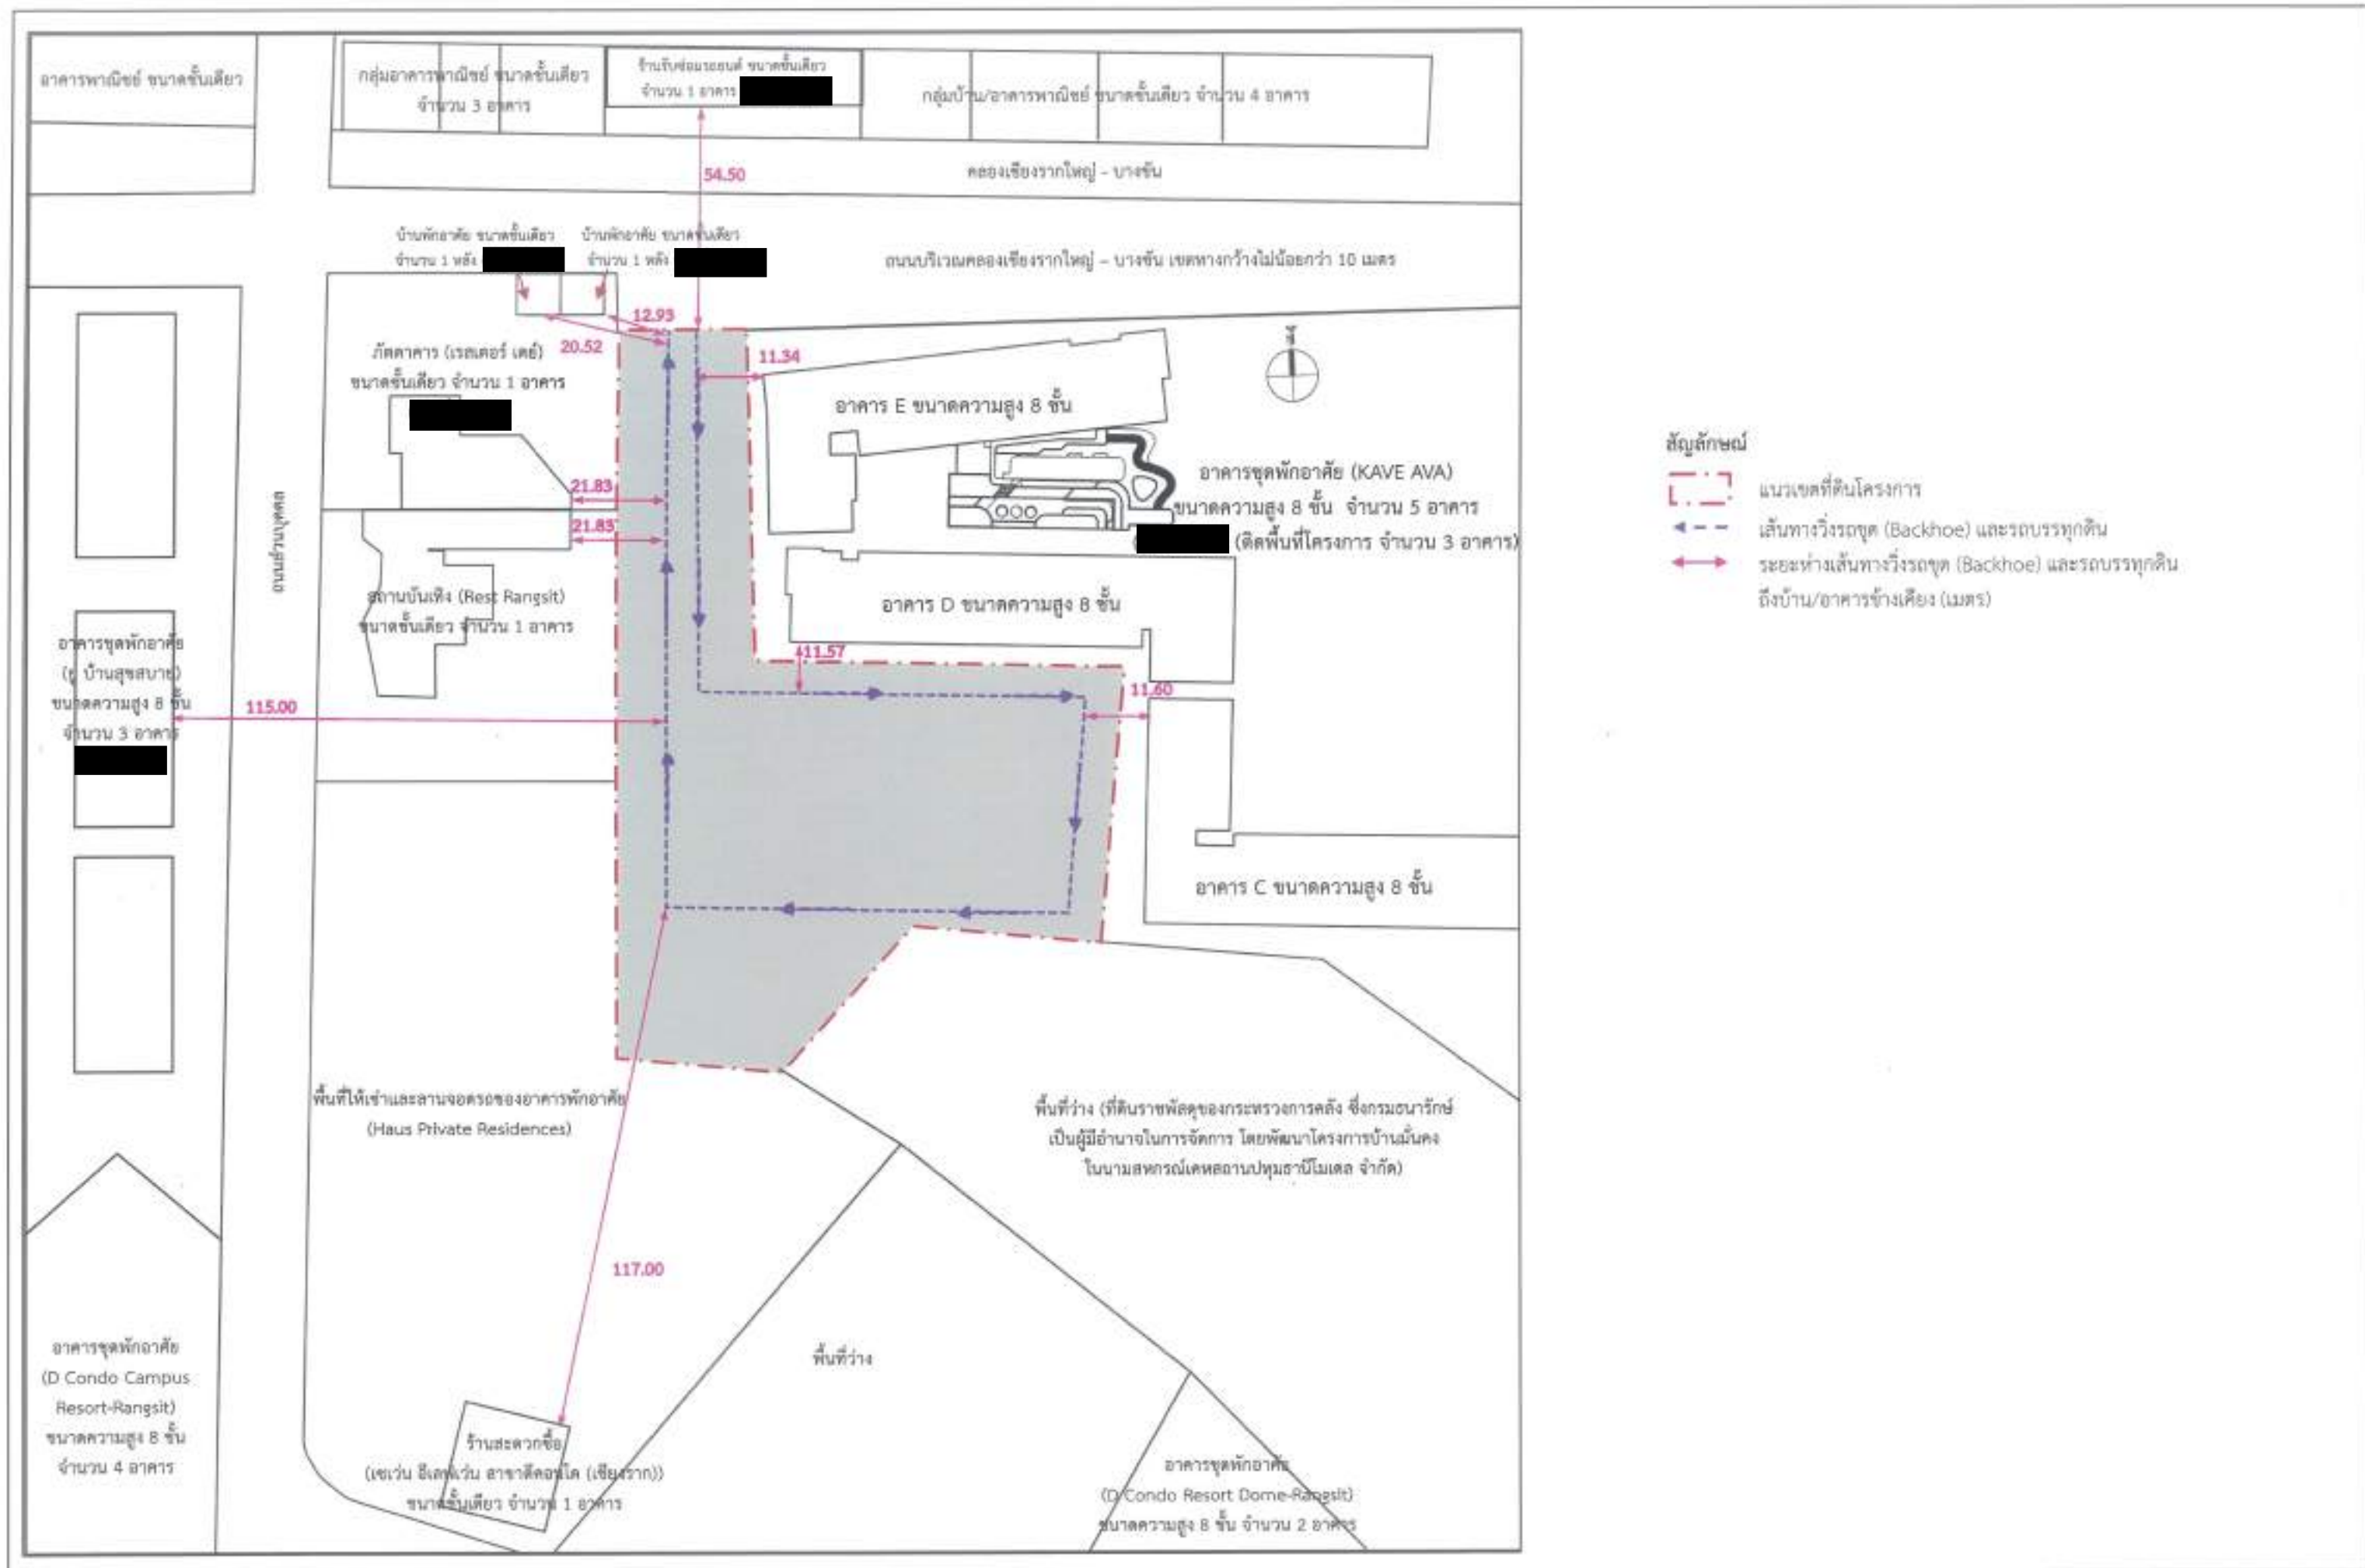 อาคารพาณิชย์ ขนาดชั้นเดียว
กลุ่มอาคารพาณิชย์ ขนาดชั้นเดียว
จำนวน 3 อาคาร
ร้านรับซ่อมรถยนต์ ขนาดชั้นเดียว
จำนวน 1 อาคาร
กลุ่มบ้าน/อาคารพาณิชย์ ขนาดชั้นเดียว จำนวน 4 อาคาร
54.50
คลองเชียงรากใหญ่ – บางขัน
บ้านพักอาศัย ขนาดชั้นเดียว
จำนวน 1 หลัง
บ้านพักอาศัย ขนาดชั้นเดียว
จำนวน 1 หลัง
ถนนบริเวณคลองเชียงรากใหญ่ – บางขัน เขตทางกว้างไม่น้อยกว่า 10 เมตร
12.93
20.52
11.34
ภัตตาคาร (เรสเตอร์ เดย์)
ขนาดชั้นเดียว จำนวน 1 อาคาร
อาคาร E ขนาดความสูง 8 ชั้น
ทิศ
21.83
21.83
อาคารชุดพักอาศัย (KAVE AVA)
ขนาดความสูง 8 ชั้น จำนวน 5 อาคาร
(ติดพื้นที่โครงการ จำนวน 3 อาคาร)
สัญลักษณ์
แนวเขตที่ดินโครงการ
เส้นทางวิ่งรถขุด (Backhoe) และรถบรรทุกดิน
ระยะห่างเส้นทางวิ่งรถขุด (Backhoe) และรถบรรทุกดิน
ถึงบ้าน/อาคารข้างเคียง (เมตร)
ถนนส่วนบุคคล
สถานบันเทิง (Rest Rangsit)
ขนาดชั้นเดียว จำนวน 1 อาคาร
อาคาร D ขนาดความสูง 8 ชั้น
11.57
11.60
อาคารชุดพักอาศัย
(ยู บ้านสุขสบาย)
ขนาดความสูง 8 ชั้น
จำนวน 3 อาคาร
115.00
อาคาร C ขนาดความสูง 8 ชั้น
พื้นที่ให้เช่าและลานจอดรถของอาคารพักอาศัย
(Haus Private Residences)
พื้นที่ว่าง (ที่ดินราชพัสดุของกระทรวงการคลัง ซึ่งกรมธนารักษ์
เป็นผู้มีอำนาจในการจัดการ โดยพัฒนาโครงการบ้านมั่นคง
ในนามสหกรณ์เคหสถานปทุมธานีโมเดล จำกัด)
117.00
พื้นที่ว่าง
อาคารชุดพักอาศัย
(D Condo Campus
Resort-Rangsit)
ขนาดความสูง 8 ชั้น
จำนวน 4 อาคาร
ร้านสะดวกซื้อ
(เซเว่น อีเลฟเว่น สาขาดีคอนโด (เชียงราก))
ขนาดชั้นเดียว จำนวน 1 อาคาร
อาคารชุดพักอาศัย
(D Condo Resort Dome-Rangsit)
ขนาดความสูง 8 ชั้น จำนวน 2 อาคาร